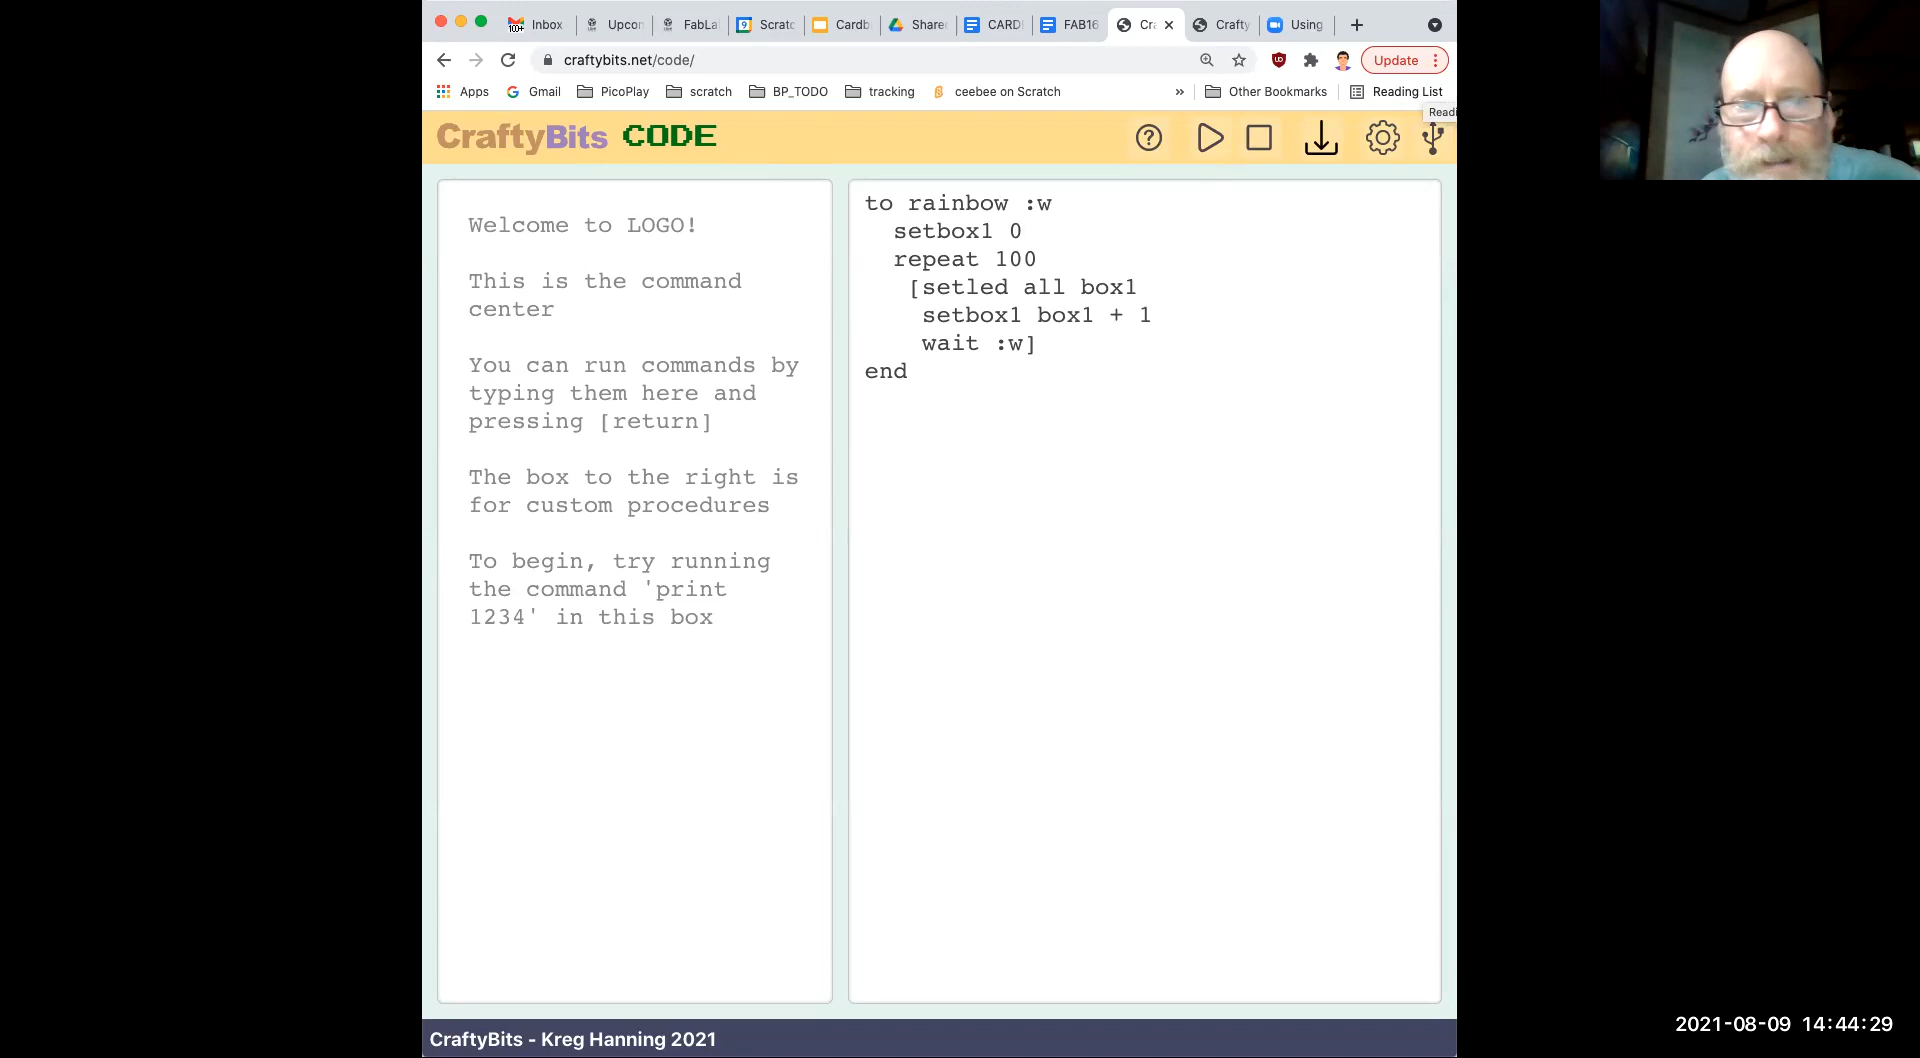 Inbox
Upcon
FabLa
Scratc
Cardb
Share
CARD
FAB16
Cra
Crafty
Using
craftybits.net/code/
Update
Apps
Gmail
PicoPlay
scratch
BP_TODO
tracking
ceebee on Scratch
»
Other Bookmarks
Reading List
Readi
CraftyBits CODE
Welcome to LOGO!
This is the command
center
You can run commands by
typing them here and
pressing [return]
The box to the right is
for custom procedures
To begin, try running
the command 'print
1234' in this box
to rainbow :w
setbox1 0
repeat 100
[setled all box1
setbox1 box1 + 1
wait :w]
end
CraftyBits - Kreg Hanning 2021
2021-08-09 14:44:29